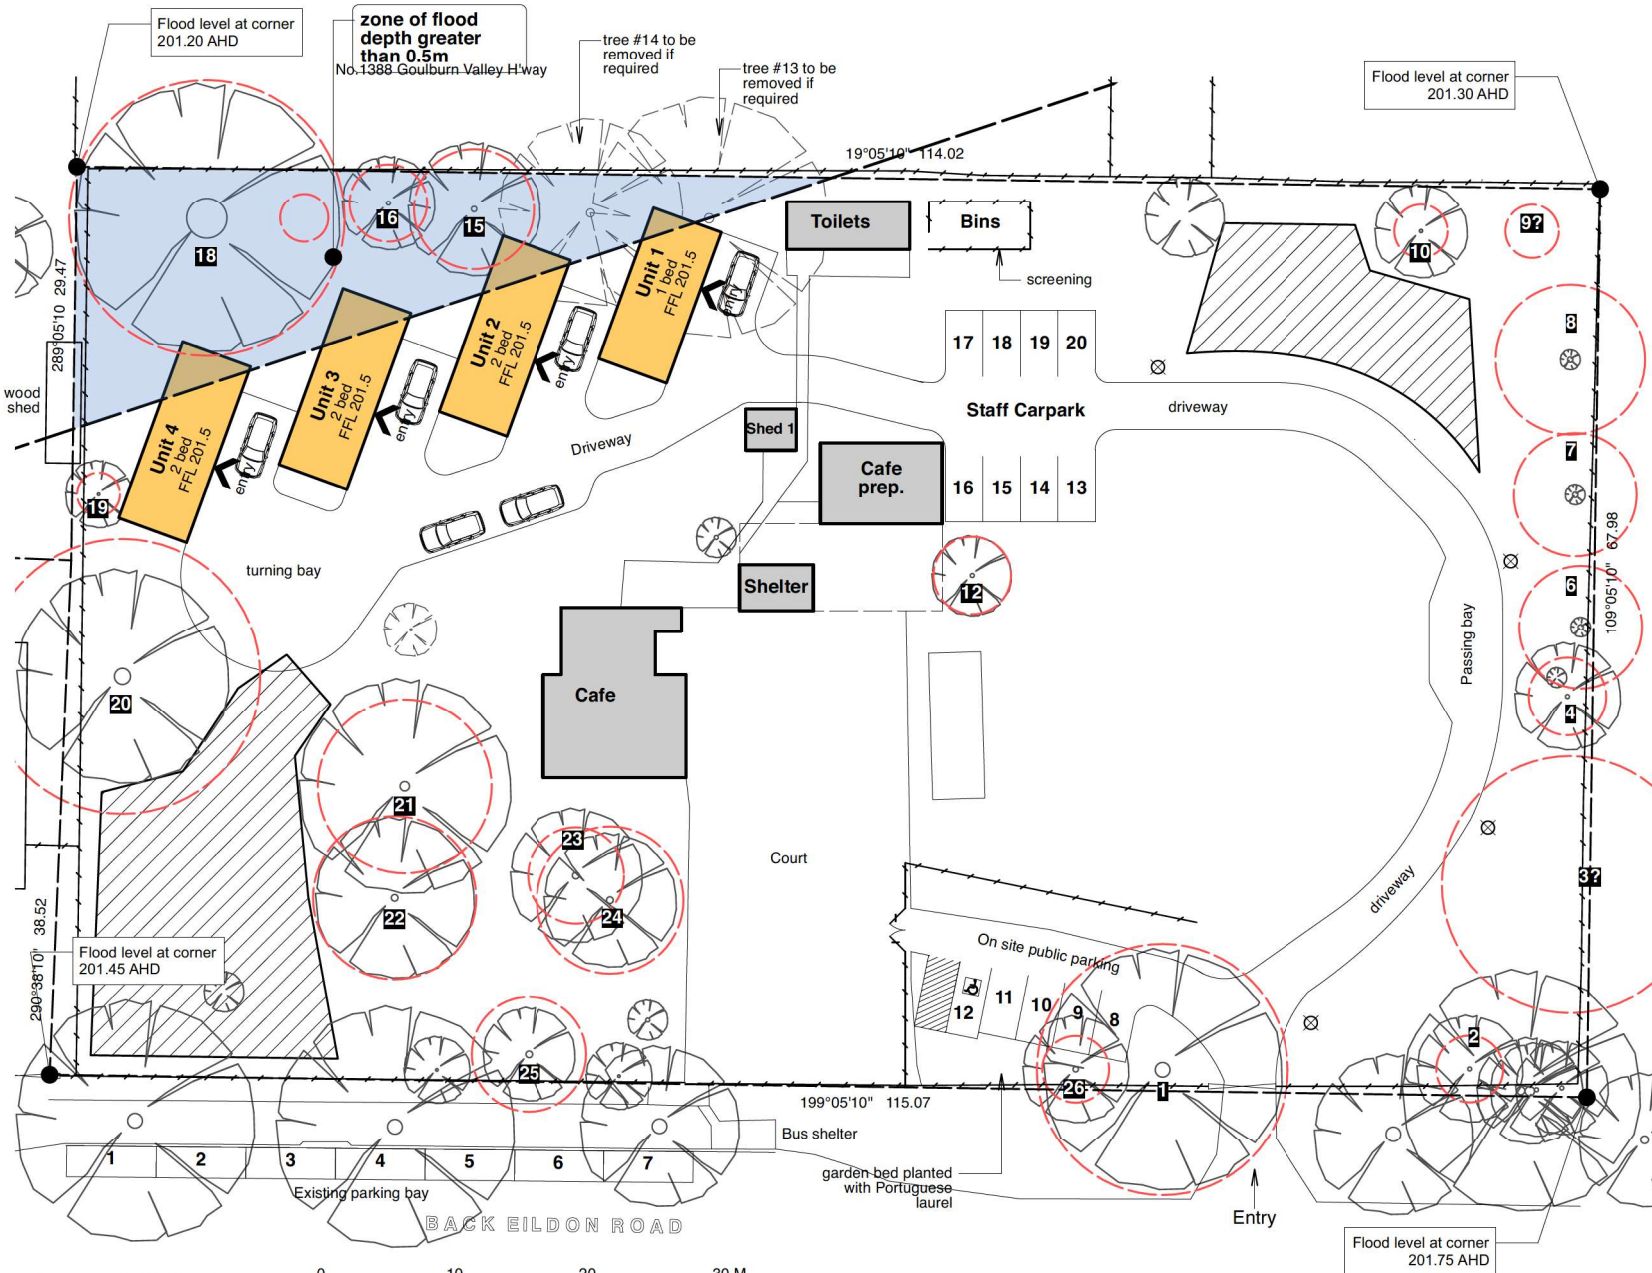 Flood level at corner
201.20 AHD
zone of flood
depth greater
than 0.5m
No.1388 Goulburn Valley H'way
tree #14 to be
removed if
required
tree #13 to be
removed if
required
Flood level at corner
201.30 AHD
19°05'10" 114.02
16
15
18
Toilets
Bins
screening
10
9?
8
7
6
4
3?
289°05'10 29.47
wood
shed
Unit 1
1 bed
FFL 201.5
entry
Unit 2
2 bed
FFL 201.5
entry
Unit 3
2 bed
FFL 201.5
entry
Unit 4
2 bed
FFL 201.5
entry
17 18 19 20
Staff Carpark
driveway
Driveway
Shed 1
Cafe
prep.
16 15 14 13
19
turning bay
Shelter
12
109°05'10" 67.98
Passing bay
20
Cafe
21
22
23
24
Court
driveway
290°38'10" 38.52
Flood level at corner
201.45 AHD
On site public parking
12 11 10 9 8
25
26
1
2
199°05'10" 115.07
Bus shelter
1 2 3 4 5 6 7
Existing parking bay
garden bed planted
with Portuguese
laurel
Entry
BACK EILDON ROAD
Flood level at corner
201.75 AHD
0 10 20 30 M